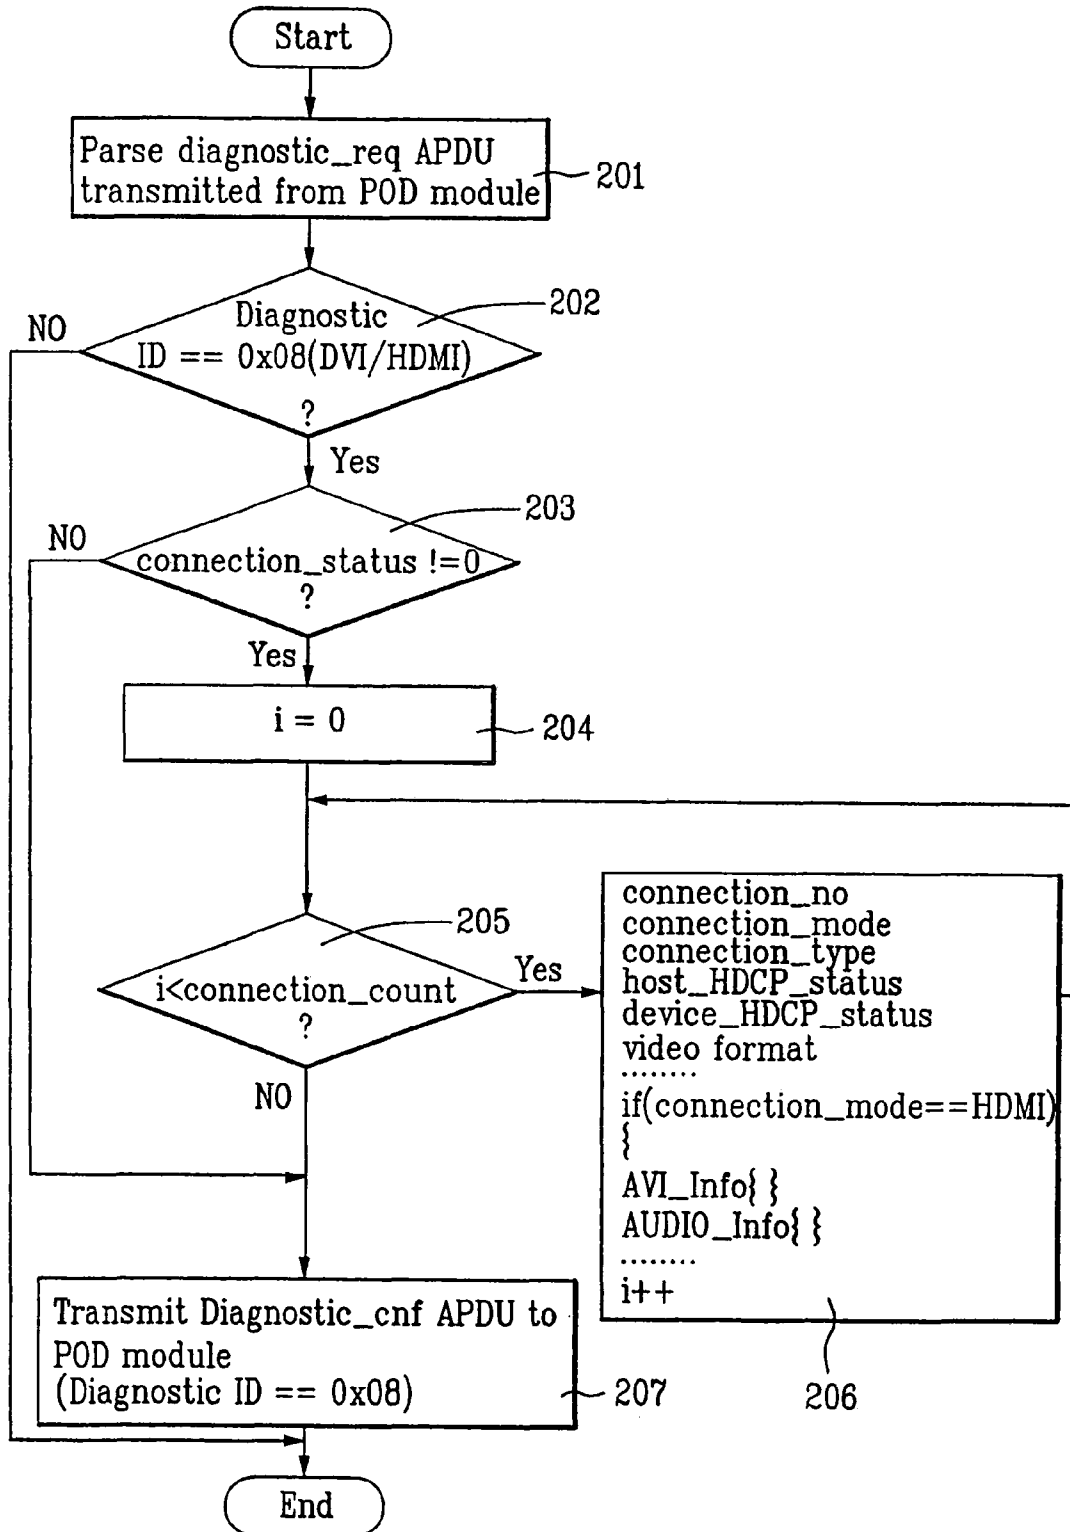 Start
Parse diagnostic_req APDU
transmitted from POD module
201
202
Diagnostic
ID == 0x08(DVI/HDMI)
?
NO
Yes
203
connection_status !=0
?
NO
Yes
i = 0
204
205
i<connection_count
?
Yes
NO
connection_no
connection_mode
connection_type
host_HDCP_status
device_HDCP_status
video format
........
if(connection_mode==HDMI)
{
AVI_Info{ }
AUDIO_Info{ }
........
i++
206
Transmit Diagnostic_cnf APDU to
POD module
(Diagnostic ID == 0x08)
207
End